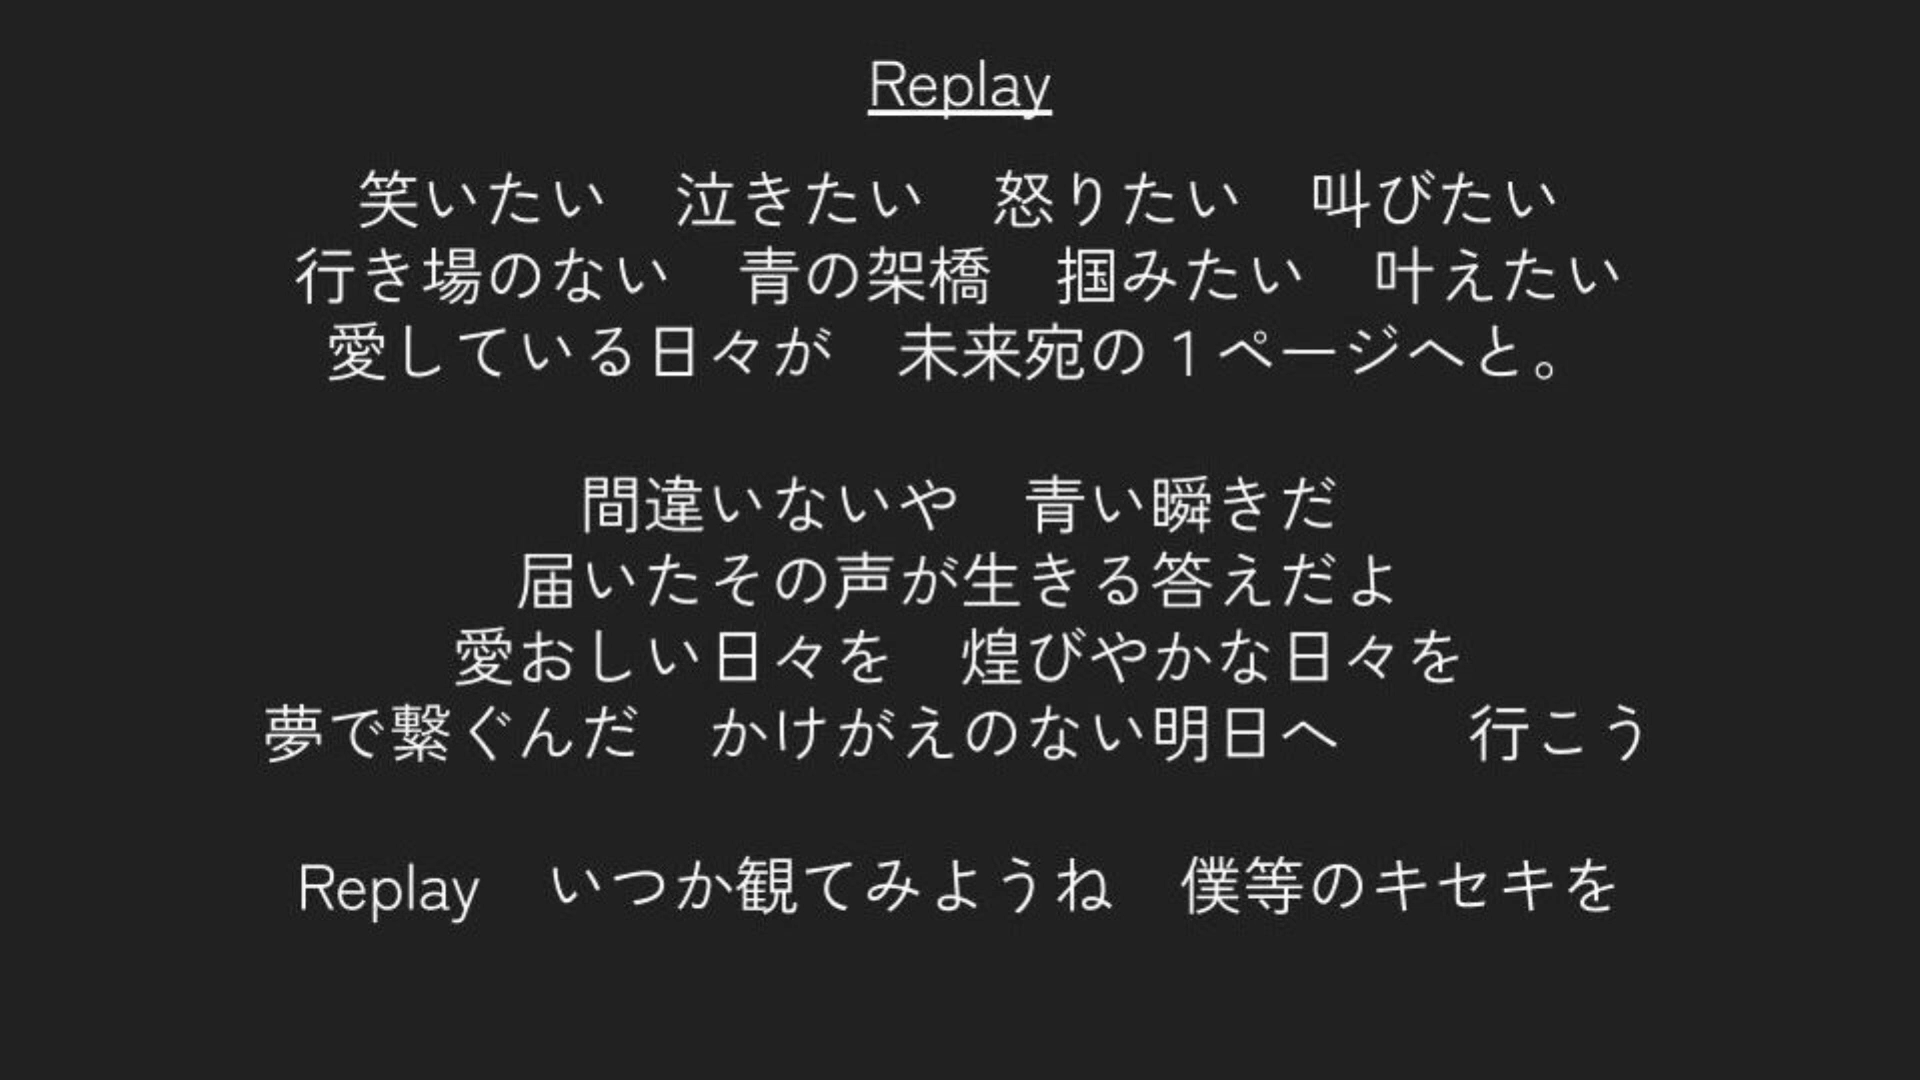 Replay
笑いたい　泣きたい　怒りたい　叫びたい
行き場のない　青の架橋　掴みたい　叶えたい
愛している日々が　未来宛の１ページへと。
間違いないや　青い瞬きだ
届いたその声が生きる答えだよ
愛おしい日々を　煌びやかな日々を
夢で繋ぐんだ　かけがえのない明日へ　　行こう
Replay　いつか観てみようね　僕等のキセキを